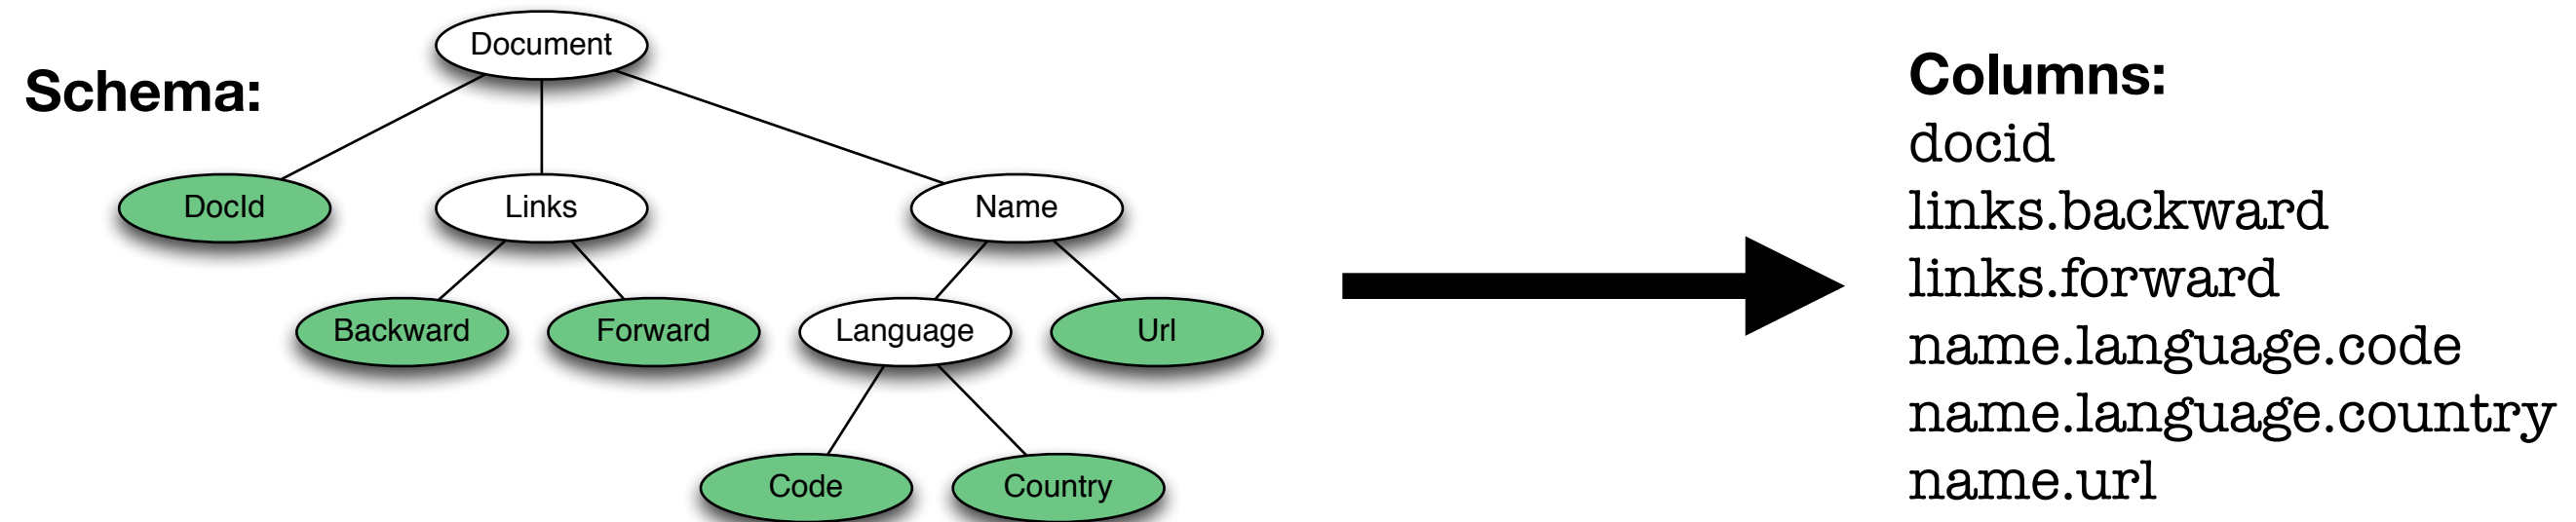 Schema:
Document
DocId
Links
Name
Backward
Forward
Language
Url
Code
Country
Columns:
docid
links.backward
links.forward
name.language.code
name.language.country
name.url